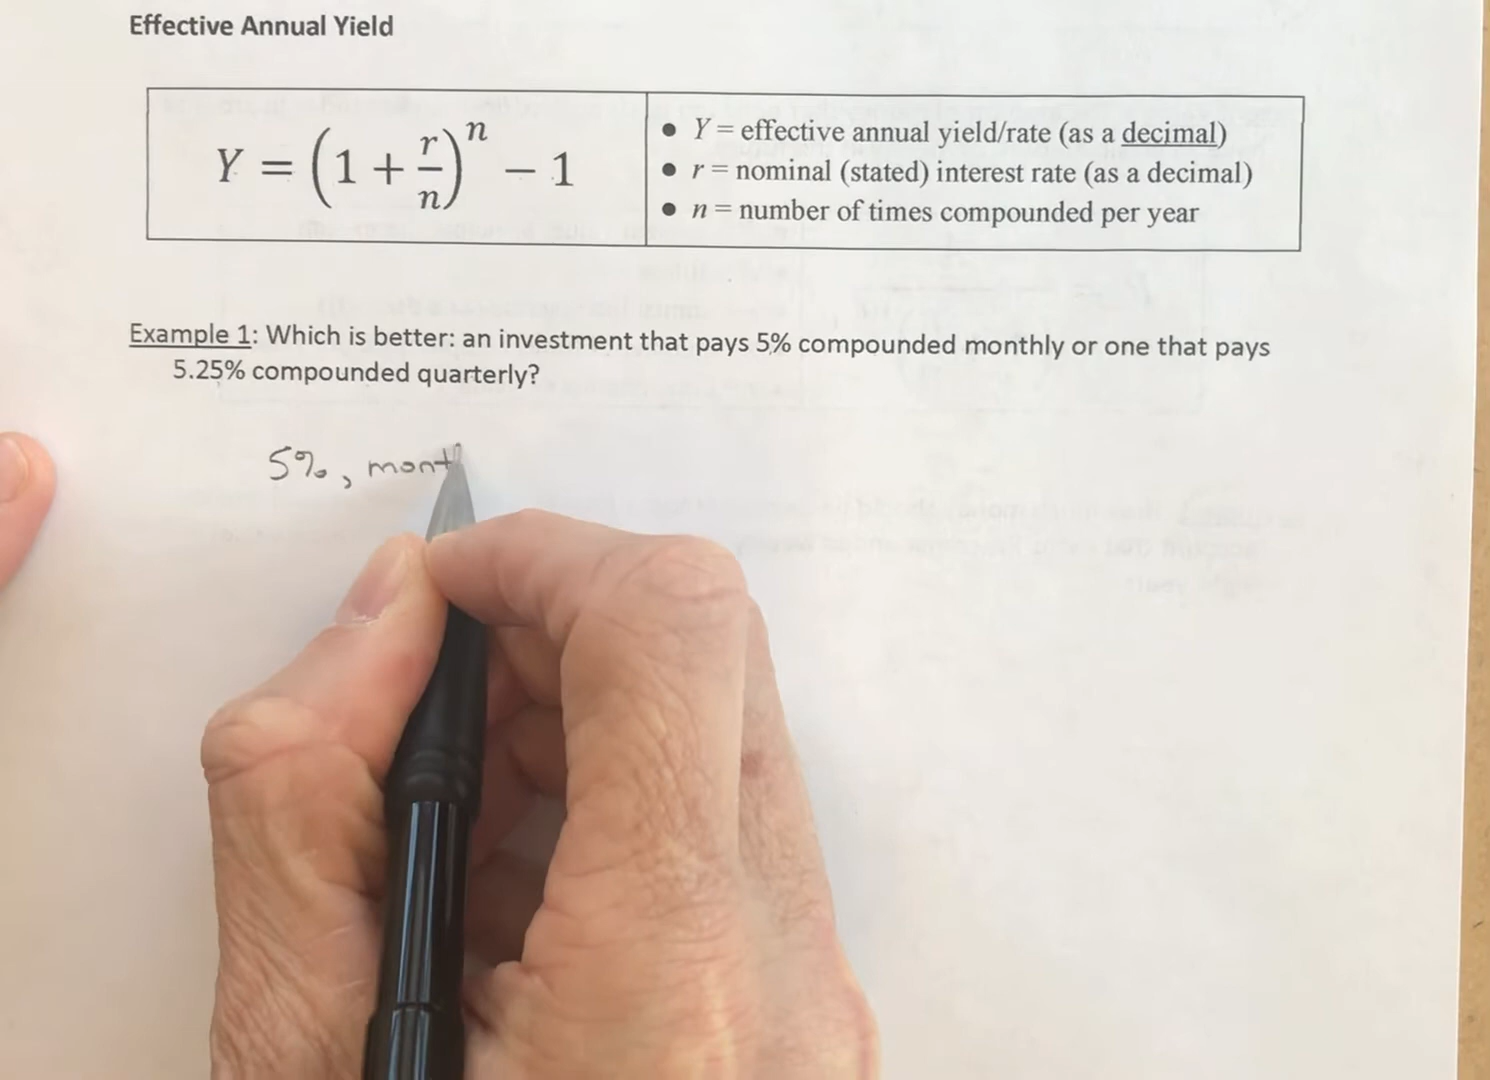 Effective Annual Yield
Y = (1 + r/n)^n − 1
● Y = effective annual yield/rate (as a decimal)
● r = nominal (stated) interest rate (as a decimal)
● n = number of times compounded per year
Example 1: Which is better: an investment that pays 5% compounded monthly or one that pays
5.25% compounded quarterly?
5%, mont